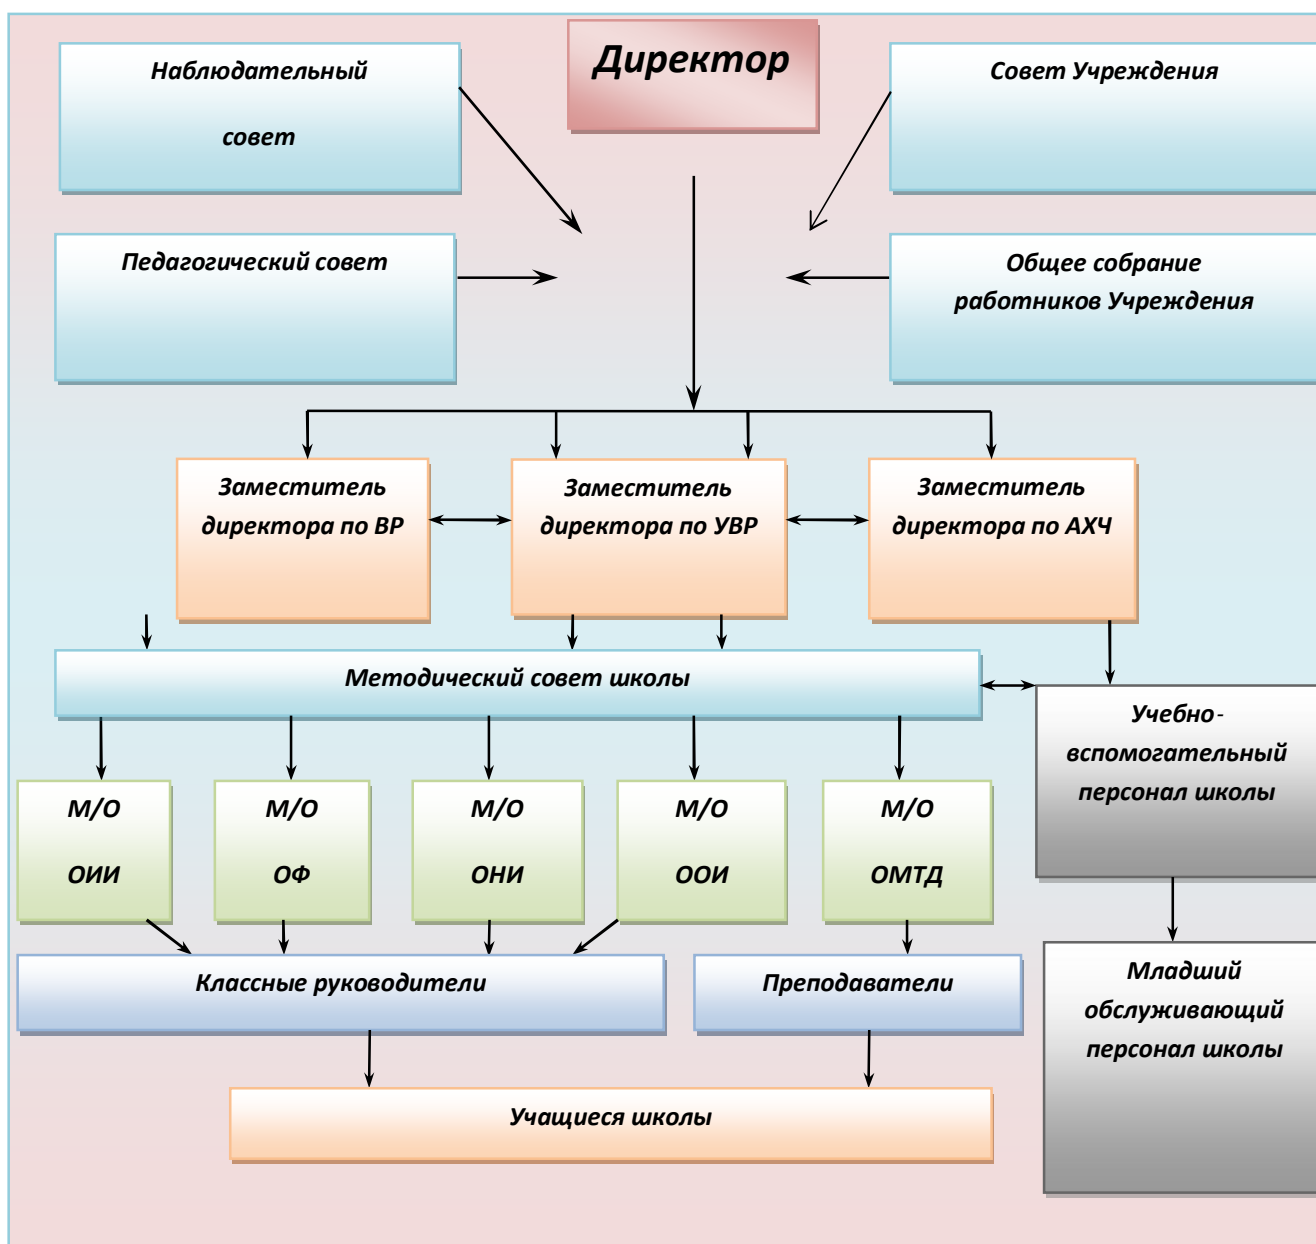 Директор
Наблюдательный
совет
Совет Учреждения
Педагогический совет
Общее собрание
работников Учреждения
Заместитель
директора по ВР
Заместитель
директора по УВР
Заместитель
директора по АХЧ
Методический совет школы
Учебно-
вспомогательный
персонал школы
М/О
ОИИ
М/О
ОФ
М/О
ОНИ
М/О
ООИ
М/О
ОМТД
Классные руководители
Преподаватели
Младший
обслуживающий
персонал школы
Учащиеся школы